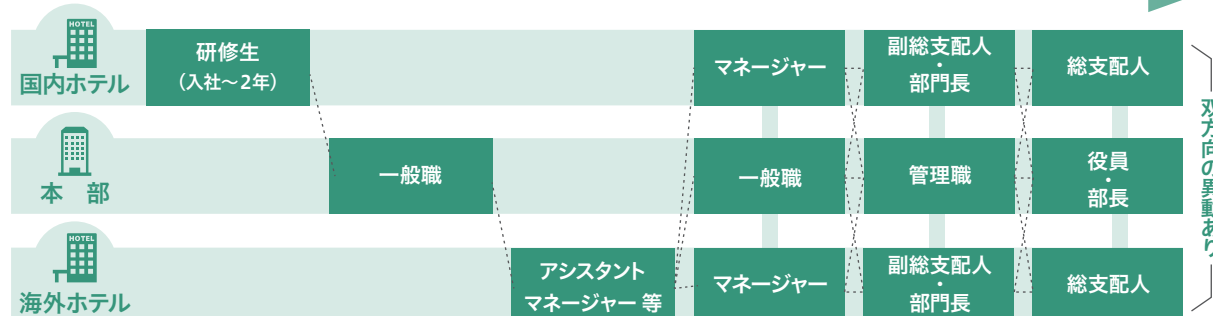 HOTEL
国内ホテル
研修生
（入社～2年）
マネージャー
副総支配人
・
部門長
総支配人
本　部
一般職
一般職
管理職
役員
・
部長
HOTEL
海外ホテル
アシスタント
マネージャー 等
マネージャー
副総支配人
・
部門長
総支配人
双方向の異動あり